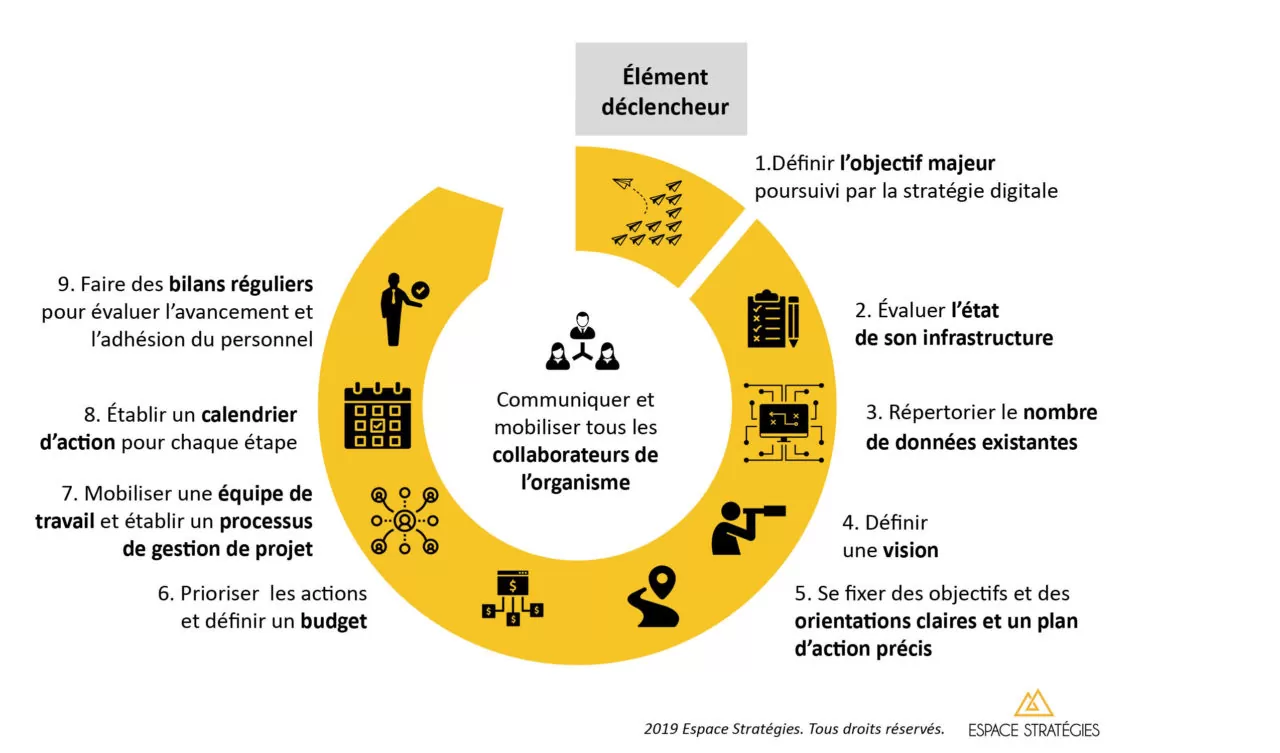 Élément
déclencheur
1.Définir l'objectif majeur
poursuivi par la stratégie digitale
2. Évaluer l'état
de son infrastructure
3. Répertorier le nombre
de données existantes
4. Définir
une vision
5. Se fixer des objectifs et des
orientations claires et un plan
d'action précis
6. Prioriser les actions
et définir un budget
7. Mobiliser une équipe de
travail et établir un processus
de gestion de projet
8. Établir un calendrier
d'action pour chaque étape
9. Faire des bilans réguliers
pour évaluer l'avancement et
l'adhésion du personnel
Communiquer et
mobiliser tous les
collaborateurs de
l'organisme
2019 Espace Stratégies. Tous droits réservés.
ESPACE STRATÉGIES